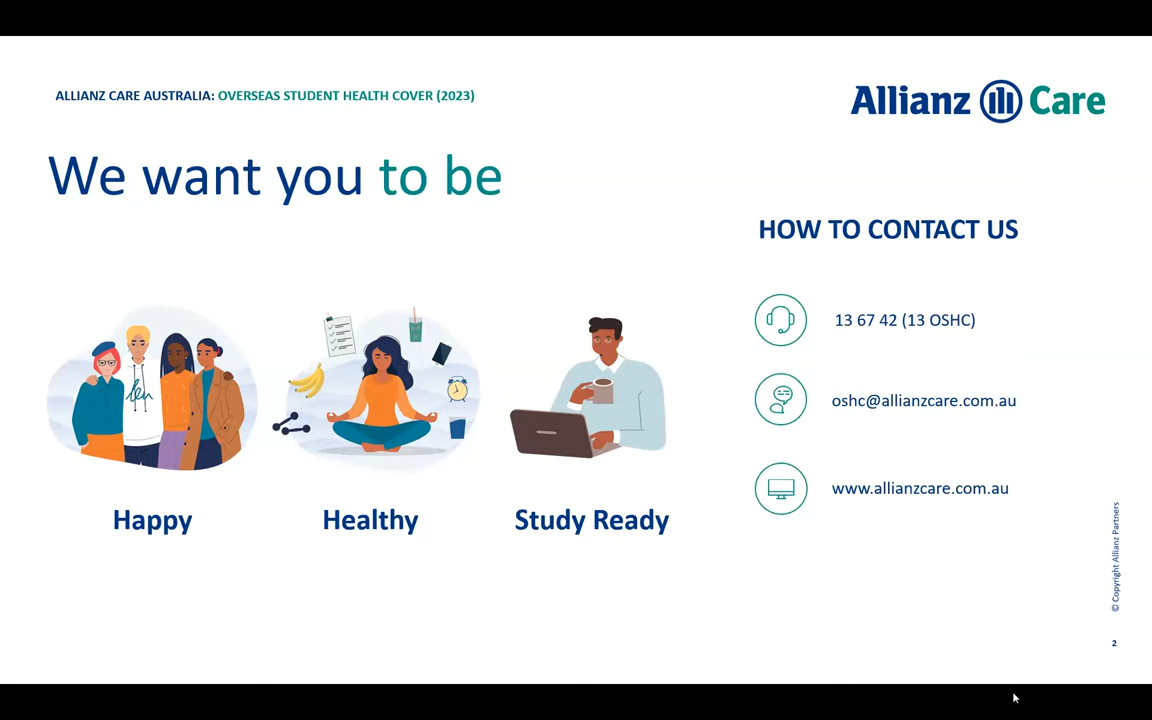 ALLIANZ CARE AUSTRALIA: OVERSEAS STUDENT HEALTH COVER (2023)
Allianz Care
We want you to be
HOW TO CONTACT US
13 67 42 (13 OSHC)
oshc@allianzcare.com.au
www.allianzcare.com.au
Happy
Healthy
Study Ready
© Copyright Allianz Partners
2